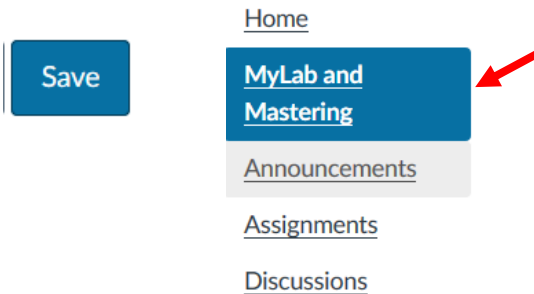 Save
Home
MyLab and
Mastering
Announcements
Assignments
Discussions